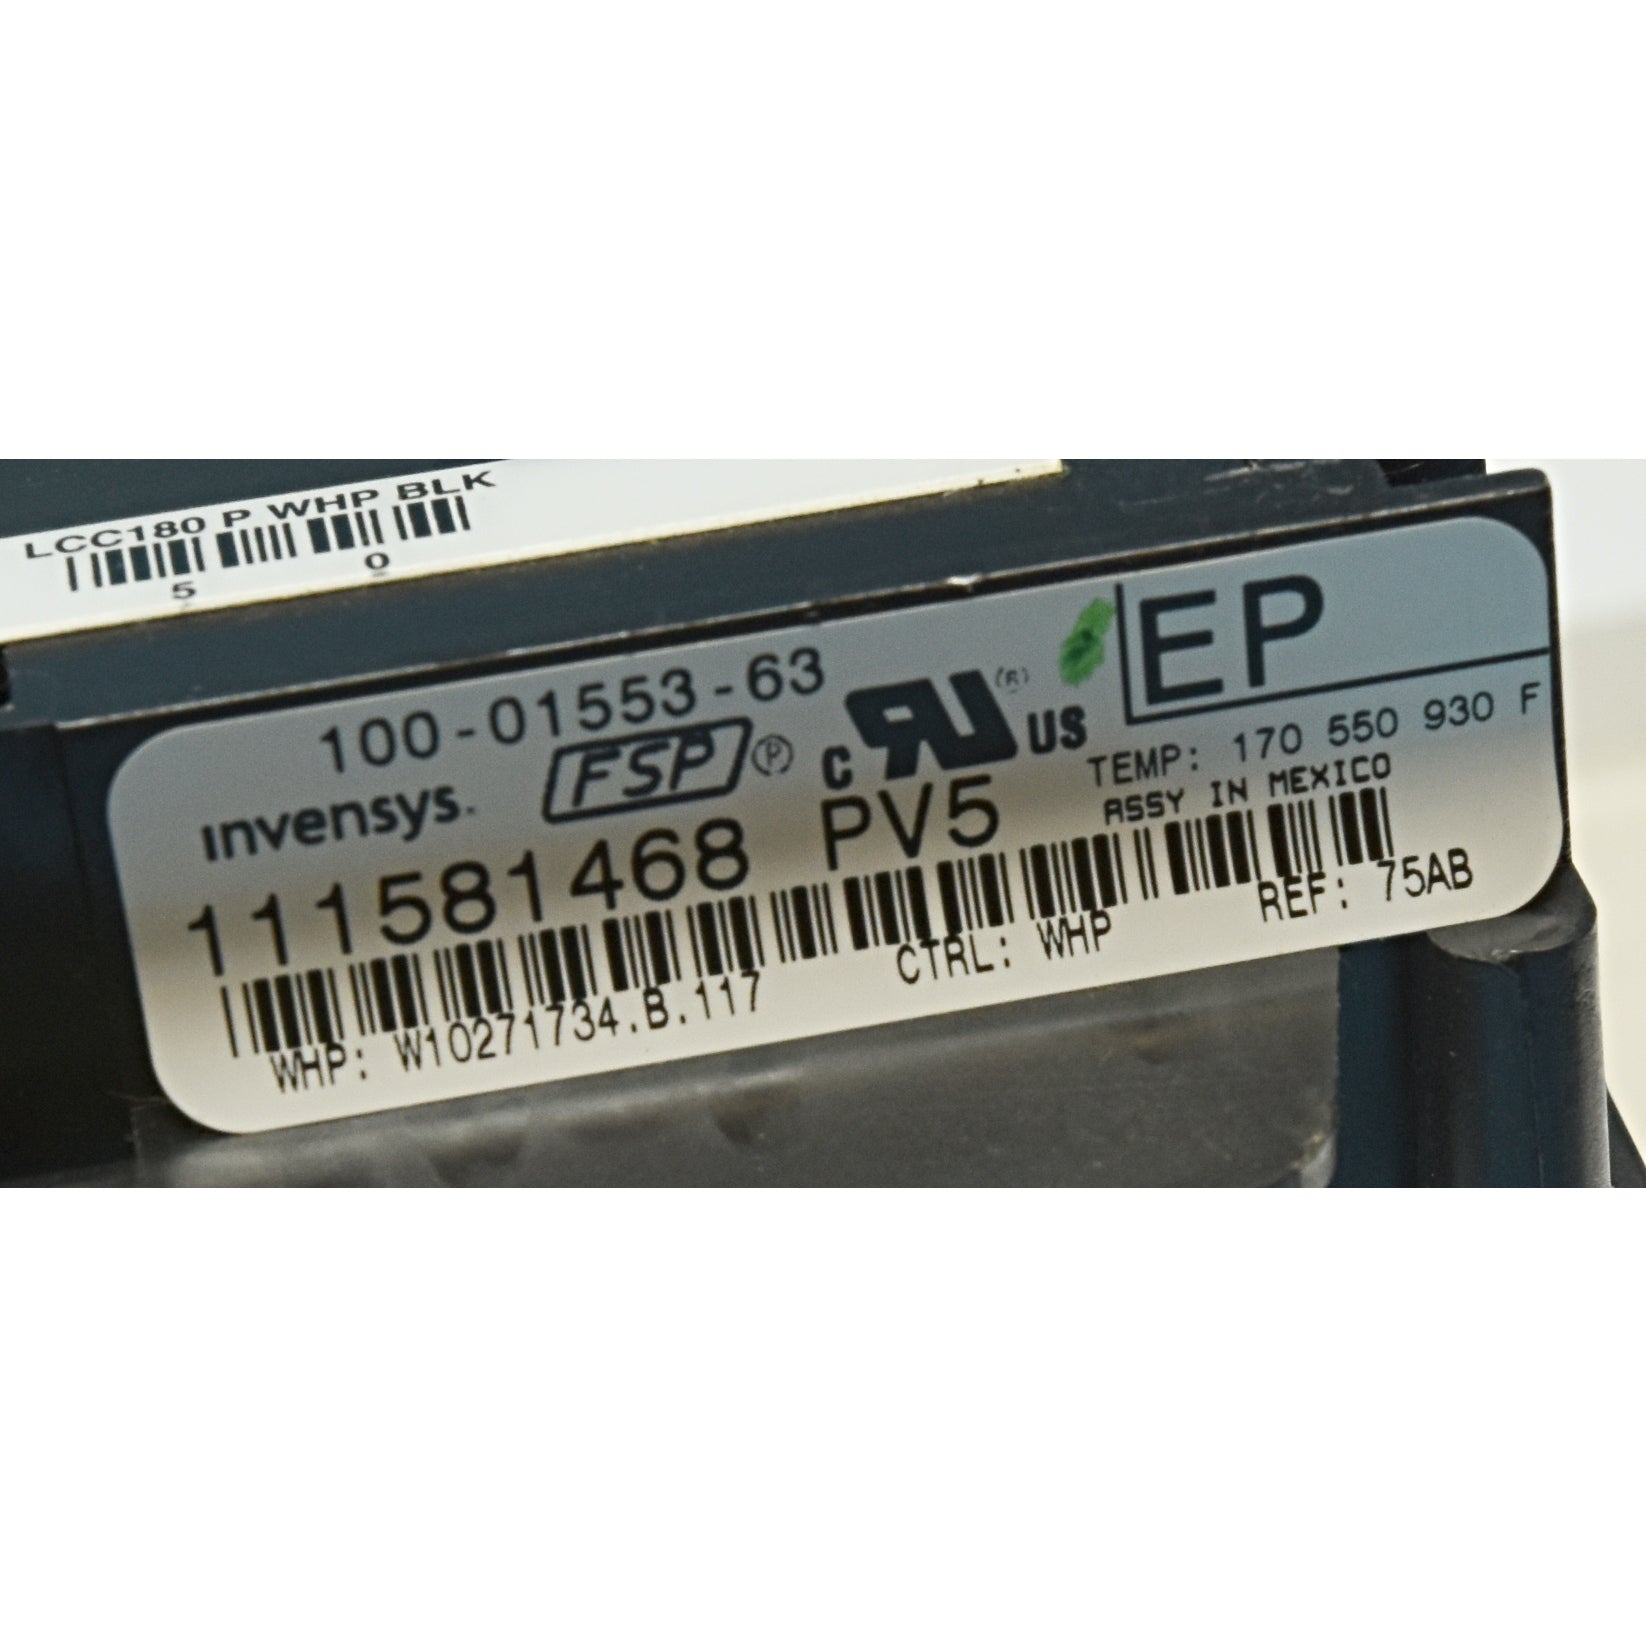 LCC180 P WHP BLK
5 0
100-01553-63
EP
invensys. FSP (P) c RU US (R)
TEMP: 170 550 930 F
111581468 PV5
ASSY IN MEXICO
WHP: W10271734.B.117 CTRL: WHP REF: 75AB